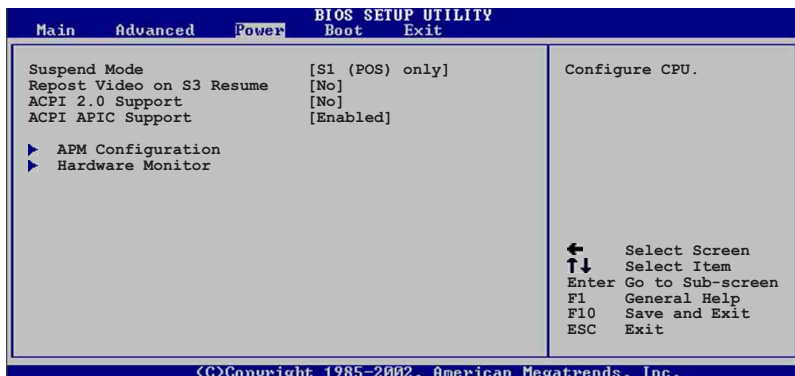 BIOS SETUP UTILITY
Main Advanced Power Boot Exit
Suspend Mode [S1 (POS) only]
Repost Video on S3 Resume [No]
ACPI 2.0 Support [No]
ACPI APIC Support [Enabled]
APM Configuration
Hardware Monitor
Configure CPU.
← Select Screen
↑↓ Select Item
Enter Go to Sub-screen
F1 General Help
F10 Save and Exit
ESC Exit
(C)Copyright 1985-2002, American Megatrends, Inc.